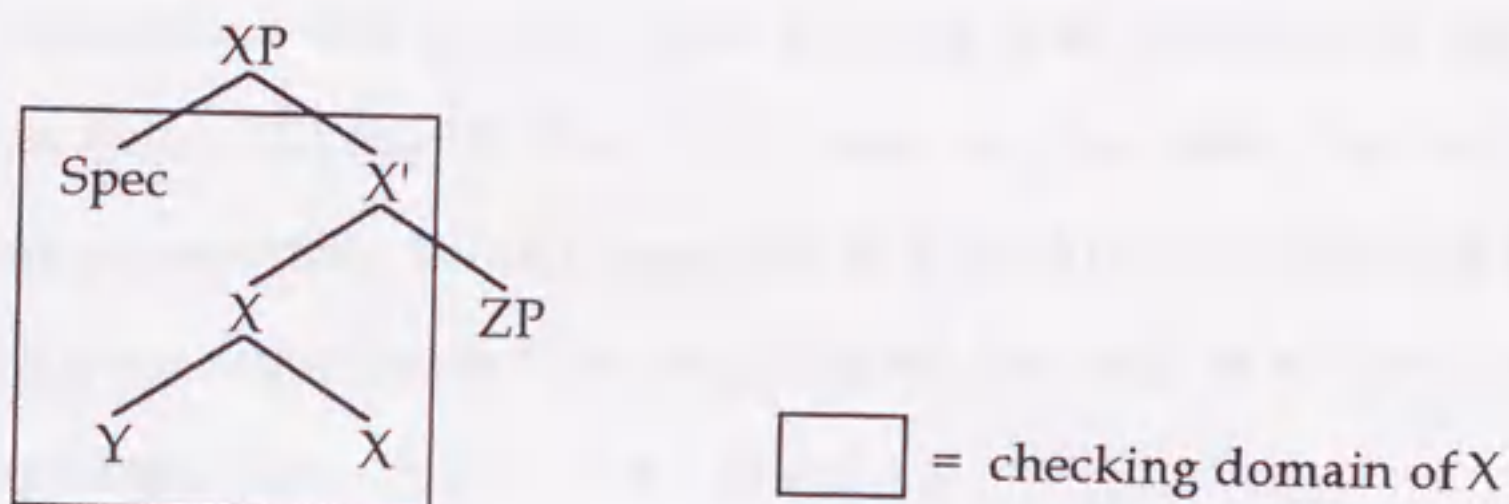 XP
Spec X'
X ZP
Y X
= checking domain of X